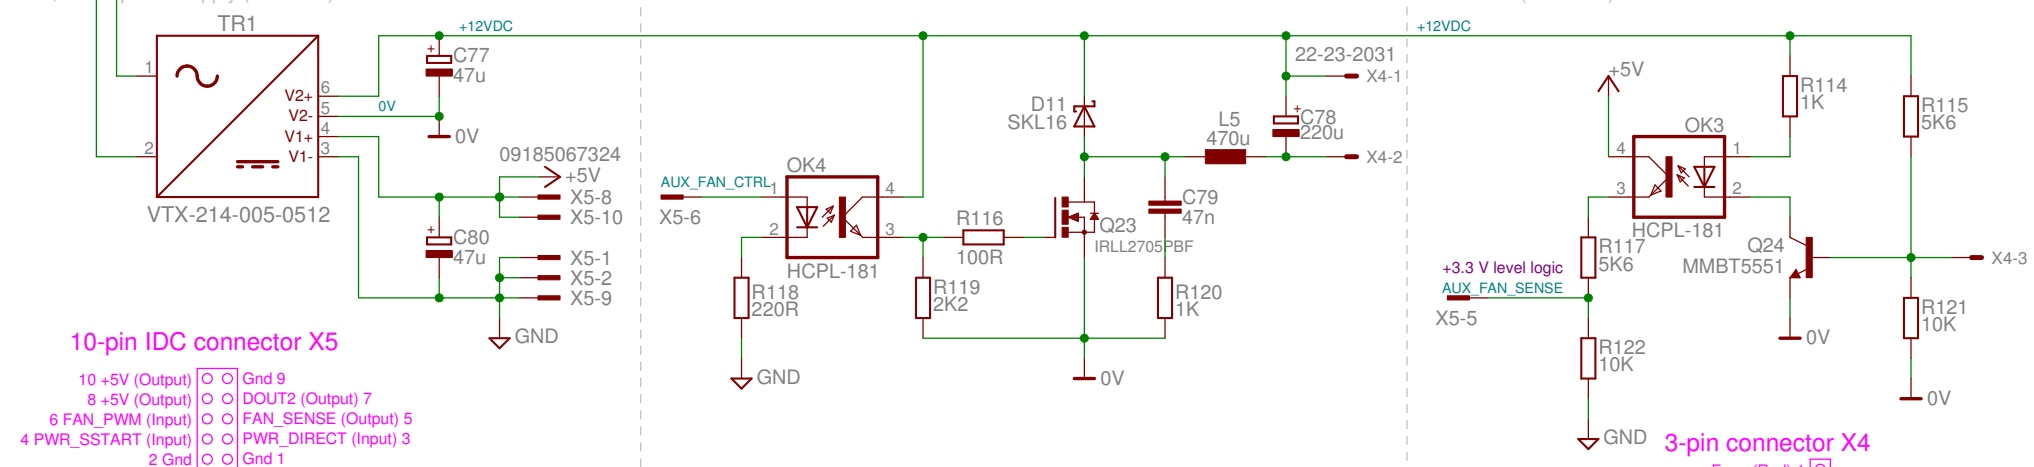 TR1
1
2
V2+ 6
V2- 5
V1+ 4
V1- 3
VTX-214-005-0512
+12VDC
+
C77
47u
0V
0V
09185067324
+5V
X5-8
X5-10
+
C80
47u
X5-1
X5-2
X5-9
GND
10-pin IDC connector X5
10 +5V (Output) Gnd 9
8 +5V (Output) DOUT2 (Output) 7
6 FAN_PWM (Input) FAN_SENSE (Output) 5
4 PWR_SSTART (Input) PWR_DIRECT (Input) 3
2 Gnd Gnd 1
AUX_FAN_CTRL
X5-6
OK4
1
2
4
3
HCPL-181
R118
220R
GND
R116
100R
R119
2K2
D11
SKL16
Q23
IRLL2705PBF
C79
47n
R120
1K
0V
L5
470u
22-23-2031
X4-1
+
C78
220u
X4-2
+12VDC
+5V
R114
1K
R115
5K6
OK3
4
3
1
2
HCPL-181
R117
5K6
Q24
MMBT5551
X4-3
+3.3 V level logic
AUX_FAN_SENSE
X5-5
0V
R121
10K
R122
10K
0V
GND
3-pin connector X4